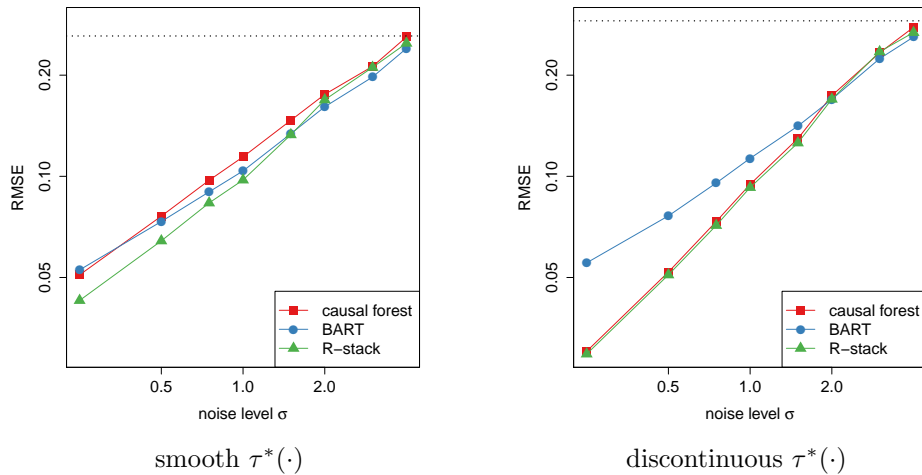 RMSE
0.20
0.10
0.05
causal forest
BART
R-stack
0.5 1.0 2.0
noise level σ
smooth τ*(·)
RMSE
0.20
0.10
0.05
causal forest
BART
R-stack
0.5 1.0 2.0
noise level σ
discontinuous τ*(·)